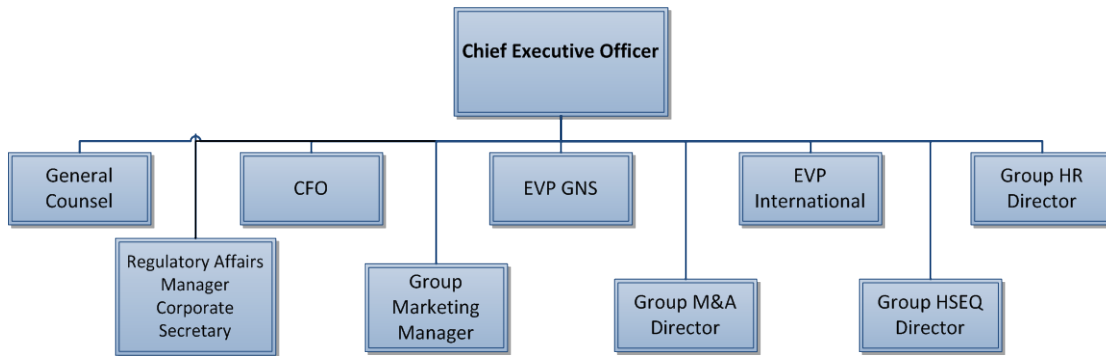 Chief Executive Officer
General
Counsel
CFO
EVP GNS
EVP
International
Group HR
Director
Regulatory Affairs
Manager
Corporate
Secretary
Group
Marketing
Manager
Group M&A
Director
Group HSEQ
Director